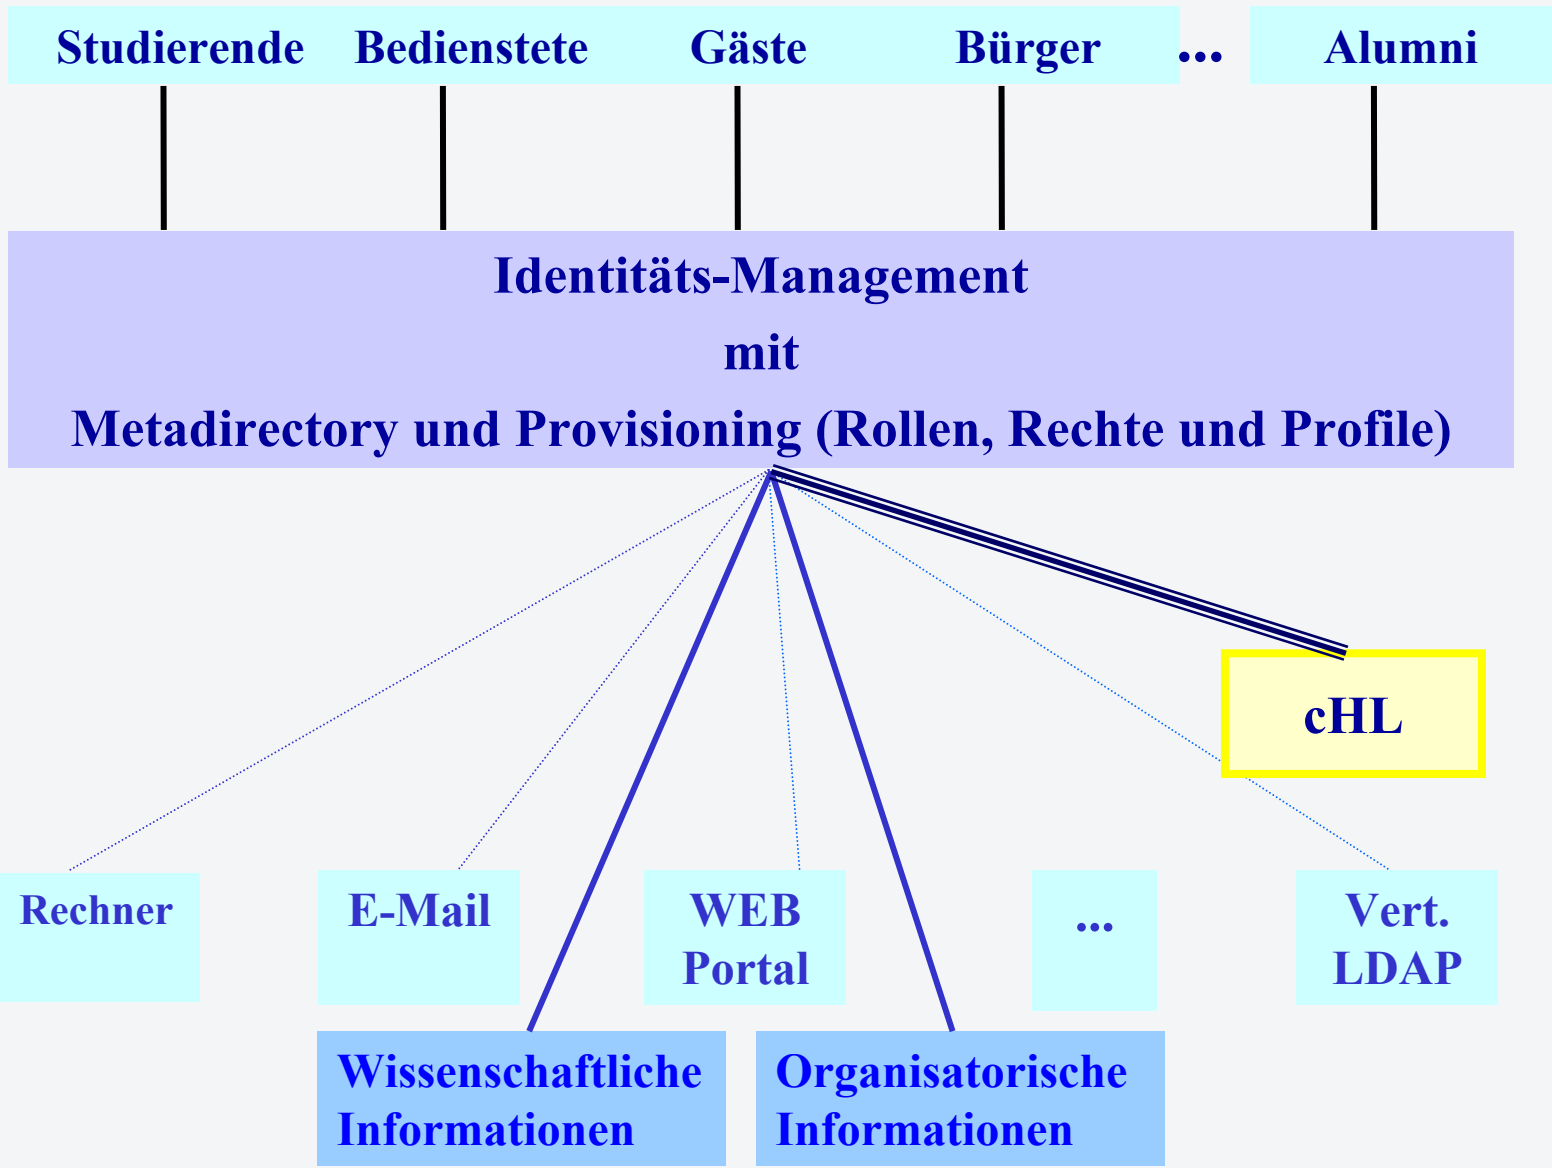 Studierende Bedienstete Gäste Bürger ... Alumni
Identitäts-Management
mit
Metadirectory und Provisioning (Rollen, Rechte und Profile)
cHL
Rechner E-Mail WEB ... Vert.
Portal LDAP
Wissenschaftliche Organisatorische
Informationen Informationen